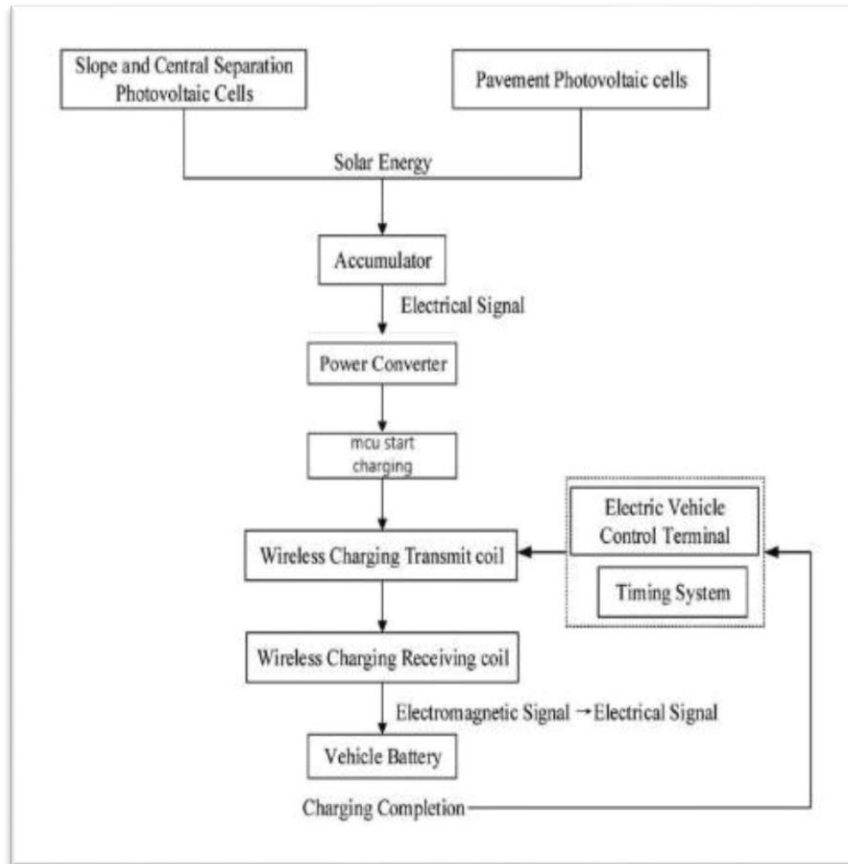 Slope and Central Separation
Photovoltaic Cells
Pavement Photovoltaic cells
Solar Energy
Accumulator
Electrical Signal
Power Converter
mcu start
charging
Electric Vehicle
Control Terminal
Wireless Charging Transmit coil
Timing System
Wireless Charging Receiving coil
Electromagnetic Signal →Electrical Signal
Vehicle Battery
Charging Completion